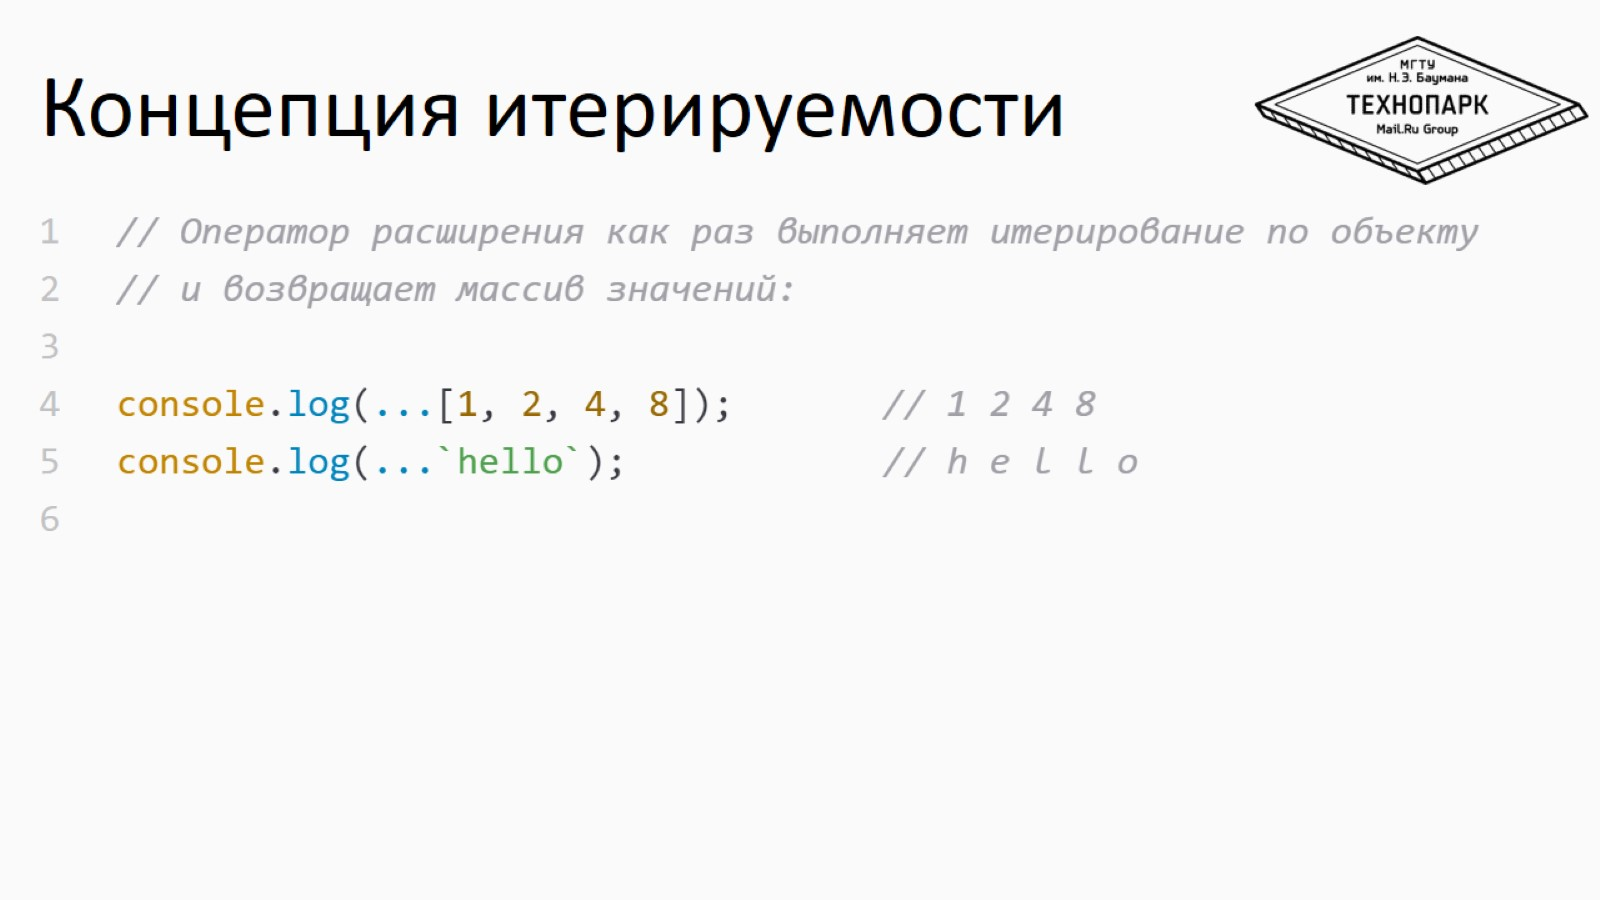 Концепция итерируемости
МГТУ
им. Н.Э. Баумана
ТЕХНОПАРК
Mail.Ru Group
1 // Оператор расширения как раз выполняет итерирование по объекту
2 // и возвращает массив значений:
3
4 console.log(...[1, 2, 4, 8]); // 1 2 4 8
5 console.log(...`hello`); // h e l l o
6